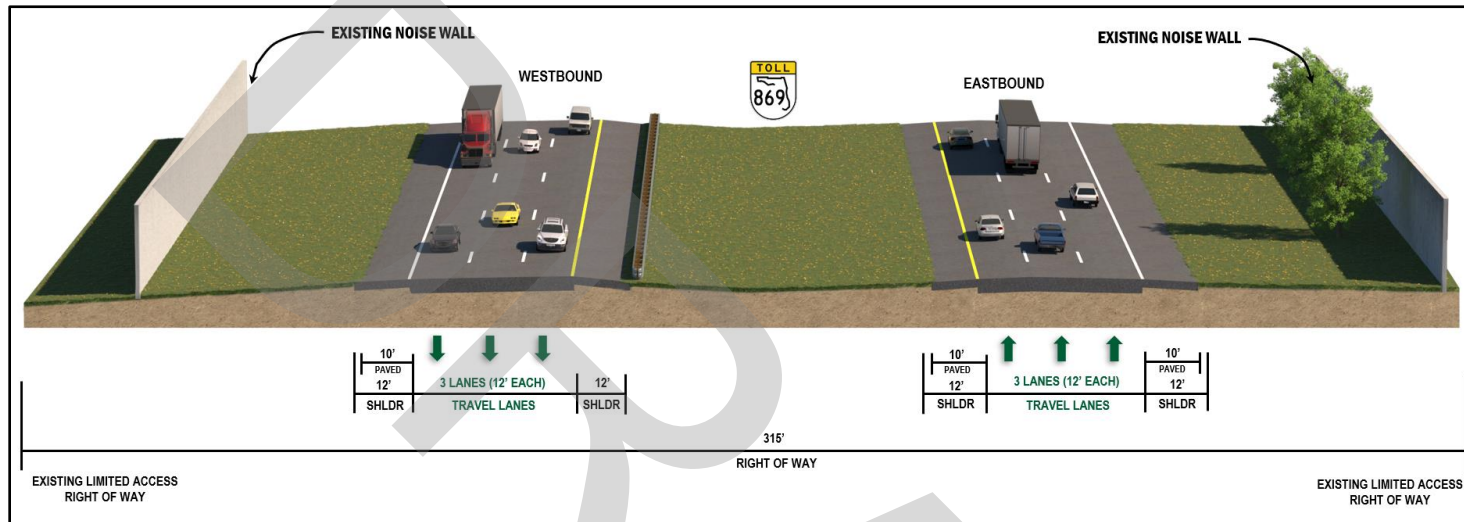 EXISTING NOISE WALL
WESTBOUND
TOLL
869
EASTBOUND
EXISTING NOISE WALL
10'
PAVED
12'
SHLDR
3 LANES (12' EACH)
TRAVEL LANES
12'
SHLDR
10'
PAVED
12'
SHLDR
3 LANES (12' EACH)
TRAVEL LANES
10'
PAVED
12'
SHLDR
315'
RIGHT OF WAY
EXISTING LIMITED ACCESS
RIGHT OF WAY
EXISTING LIMITED ACCESS
RIGHT OF WAY